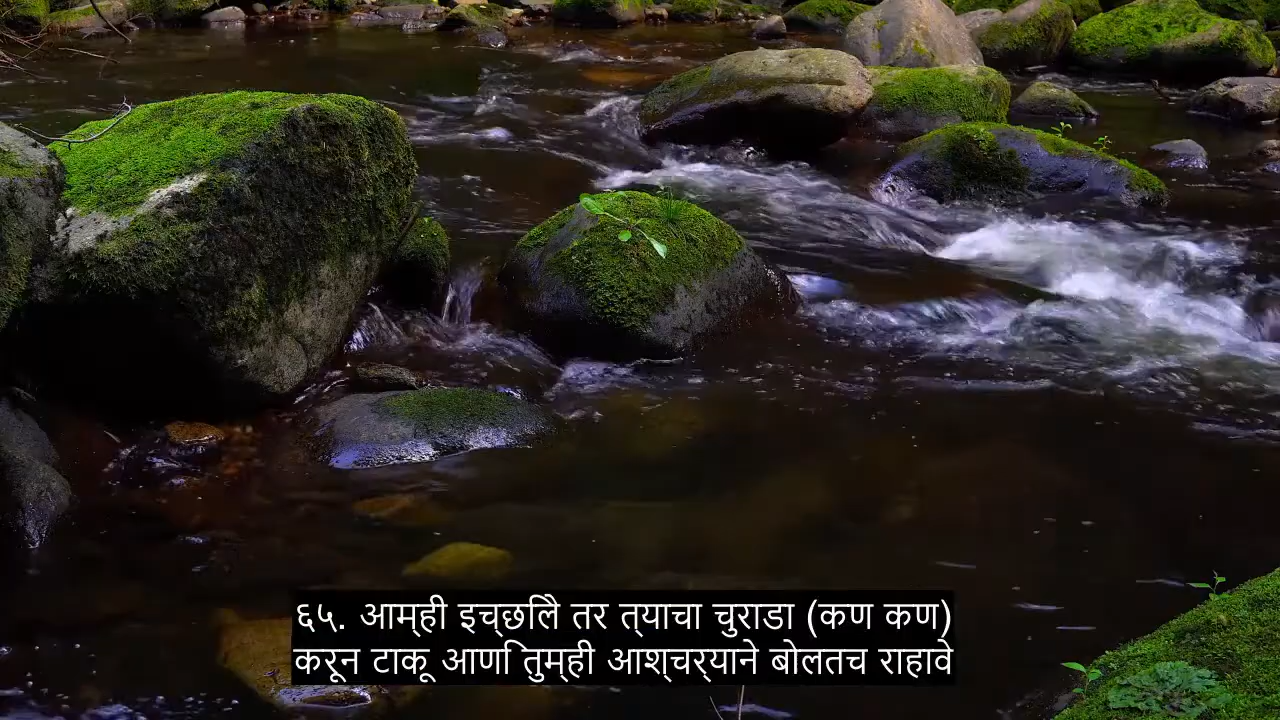 ६५. आम्ही इच्छिले तर त्याचा चुराडा (कण कण)
करून टाकू आणि तुम्ही आश्चर्याने बोलतच राहावे